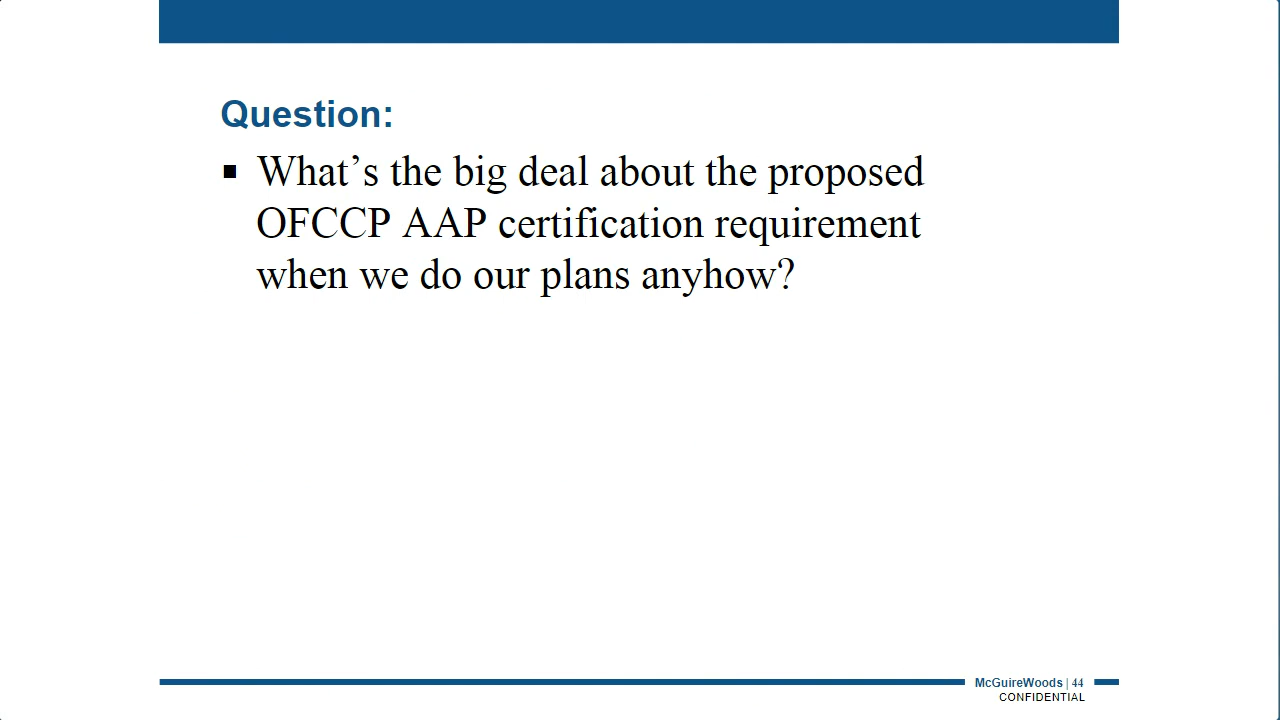 Question:
▪ What’s the big deal about the proposed
OFCCP AAP certification requirement
when we do our plans anyhow?
McGuireWoods | 44
CONFIDENTIAL